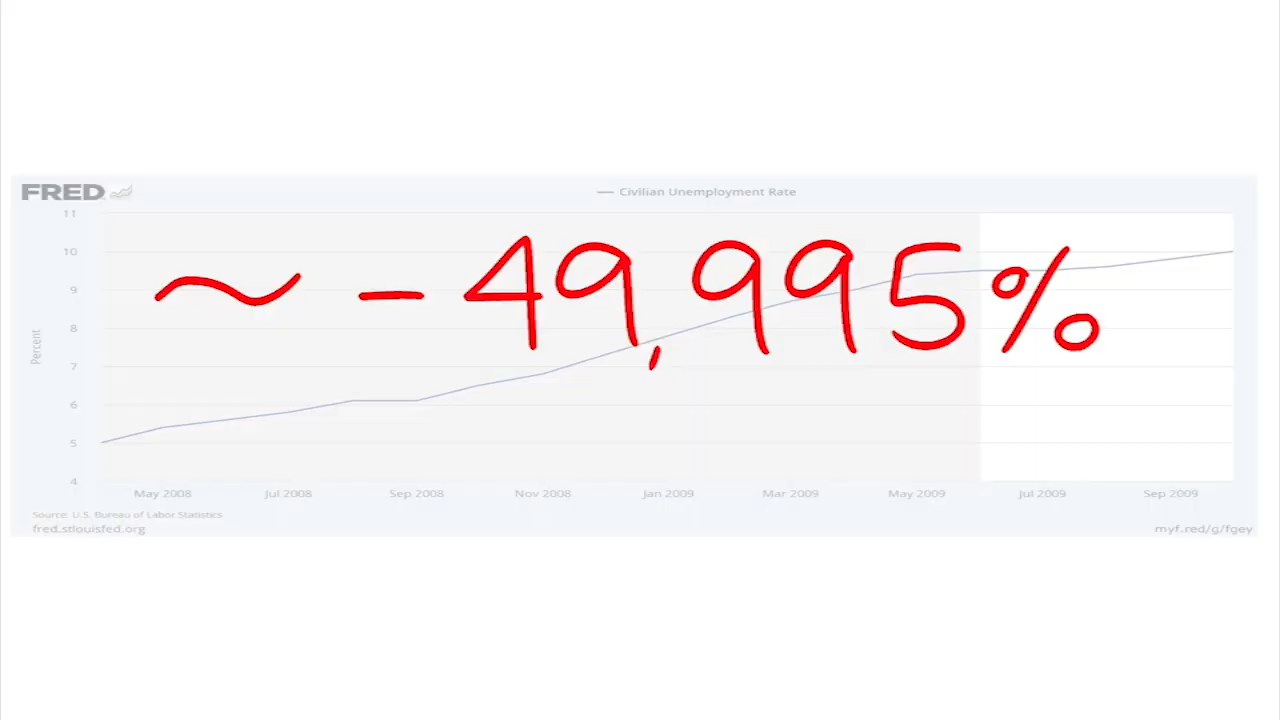 FRED
Civilian Unemployment Rate
11
10
9
8
7
6
5
4
Percent
~ - 49,995%
May 2008 Jul 2008 Sep 2008 Nov 2008 Jan 2009 Mar 2009 May 2009 Jul 2009 Sep 2009
Source: U.S. Bureau of Labor Statistics
fred.stlouisfed.org myf.red/g/fgey